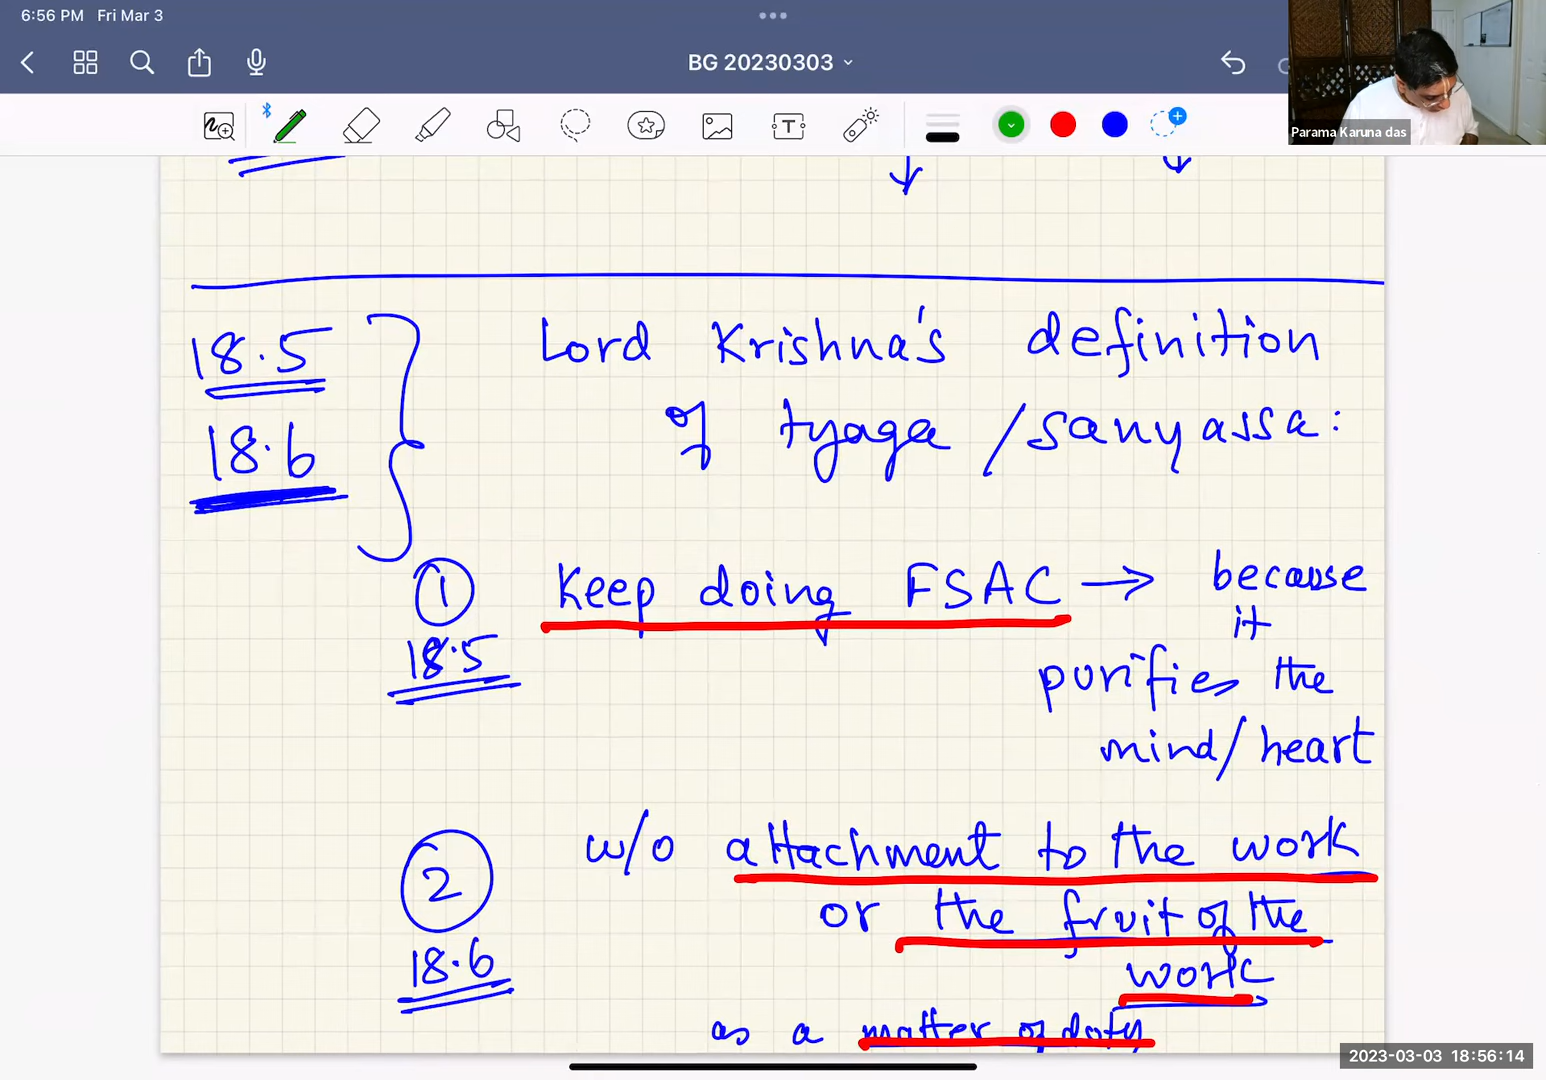 6:56 PM Fri Mar 3
BG 20230303
T
Parama Karuna das
18.5
18.6
Lord Krishna's definition
of tyaga / sanyassa:
1
18.5
Keep doing FSAC → because
it
purifies the
mind/heart
2
18.6
w/o attachment to the work
or the fruit of the
work
as a matter of duty
2023-03-03 18:56:14